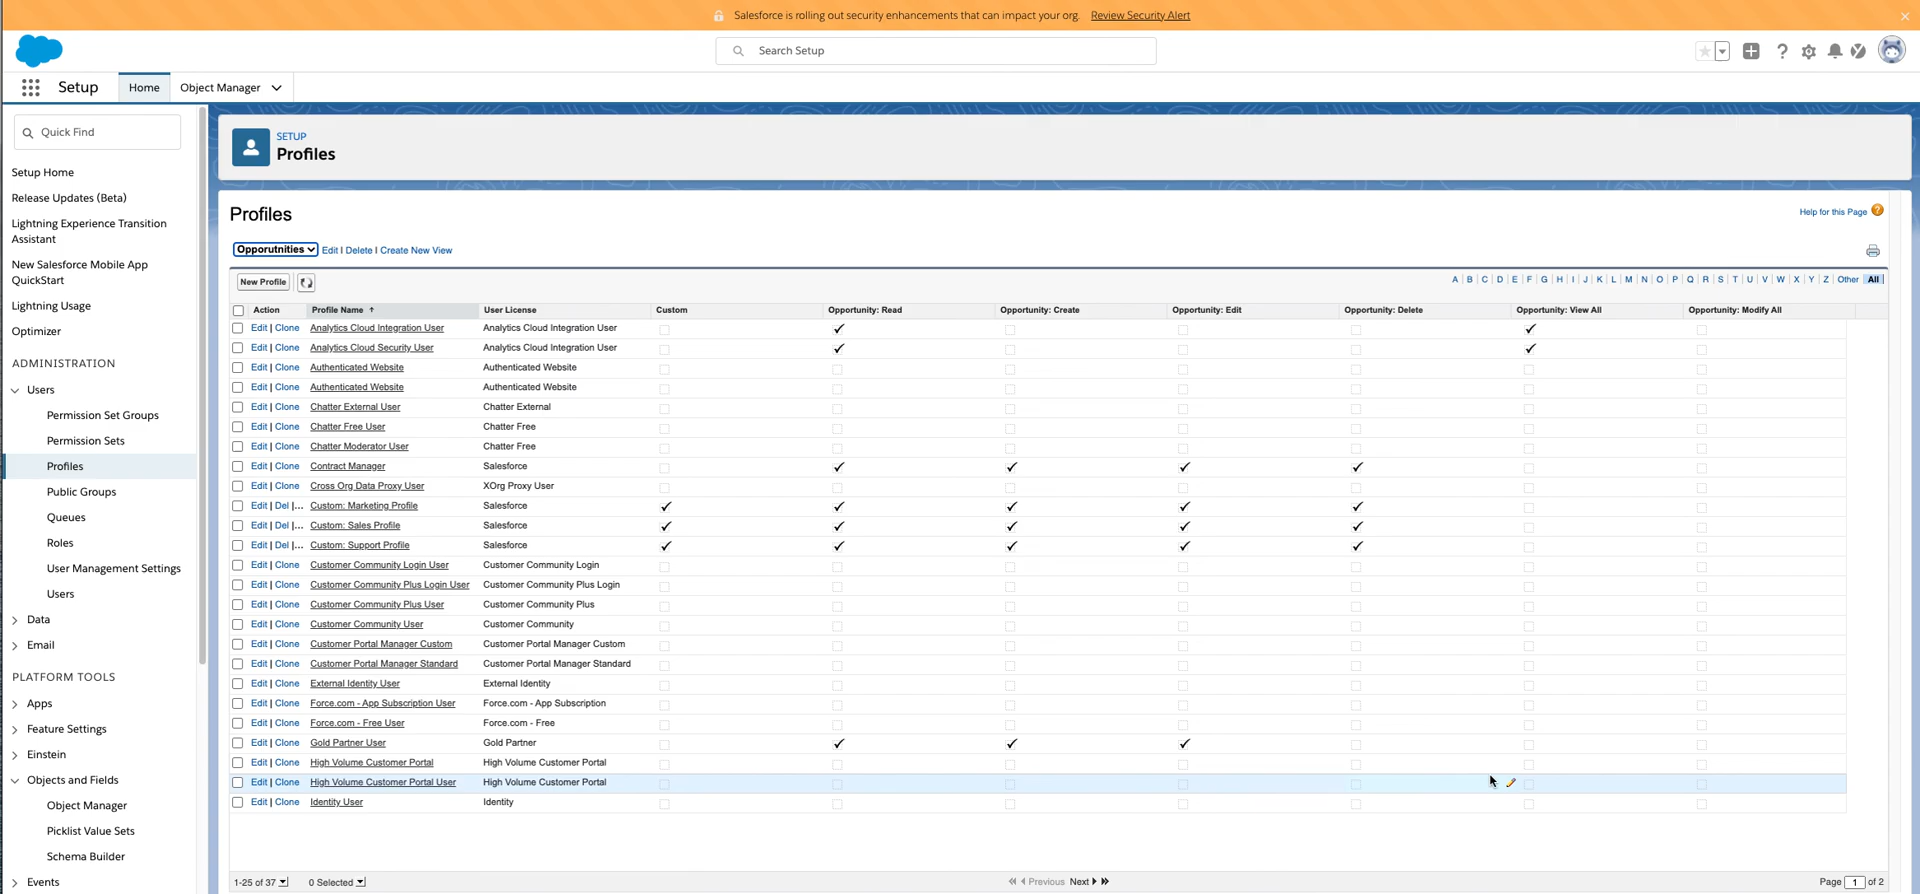 Salesforce is rolling out security enhancements that can impact your org. Review Security Alert
Search Setup
Setup
Home
Object Manager
Quick Find
Setup Home
Release Updates (Beta)
Lightning Experience Transition
Assistant
New Salesforce Mobile App
QuickStart
Lightning Usage
Optimizer
ADMINISTRATION
Users
Permission Set Groups
Permission Sets
Profiles
Public Groups
Queues
Roles
User Management Settings
Users
Data
Email
PLATFORM TOOLS
Apps
Feature Settings
Einstein
Objects and Fields
Object Manager
Picklist Value Sets
Schema Builder
Events
SETUP
Profiles
Profiles
Help for this Page
Opporutnities Edit | Delete | Create New View
New Profile
A | B | C | D | E | F | G | H | I | J | K | L | M | N | O | P | Q | R | S | T | U | V | W | X | Y | Z | Other | All
Action Profile Name User License Custom Opportunity: Read Opportunity: Create Opportunity: Edit Opportunity: Delete Opportunity: View All Opportunity: Modify All
Edit | Clone Analytics Cloud Integration User Analytics Cloud Integration User
Edit | Clone Analytics Cloud Security User Analytics Cloud Integration User
Edit | Clone Authenticated Website Authenticated Website
Edit | Clone Authenticated Website Authenticated Website
Edit | Clone Chatter External User Chatter External
Edit | Clone Chatter Free User Chatter Free
Edit | Clone Chatter Moderator User Chatter Free
Edit | Clone Contract Manager Salesforce
Edit | Clone Cross Org Data Proxy User XOrg Proxy User
Edit | Del |... Custom: Marketing Profile Salesforce
Edit | Del |... Custom: Sales Profile Salesforce
Edit | Del |... Custom: Support Profile Salesforce
Edit | Clone Customer Community Login User Customer Community Login
Edit | Clone Customer Community Plus Login User Customer Community Plus Login
Edit | Clone Customer Community Plus User Customer Community Plus
Edit | Clone Customer Community User Customer Community
Edit | Clone Customer Portal Manager Custom Customer Portal Manager Custom
Edit | Clone Customer Portal Manager Standard Customer Portal Manager Standard
Edit | Clone External Identity User External Identity
Edit | Clone Force.com - App Subscription User Force.com - App Subscription
Edit | Clone Force.com - Free User Force.com - Free
Edit | Clone Gold Partner User Gold Partner
Edit | Clone High Volume Customer Portal High Volume Customer Portal
Edit | Clone High Volume Customer Portal User High Volume Customer Portal
Edit | Clone Identity User Identity
1-25 of 37 0 Selected Previous Next Page 1 of 2